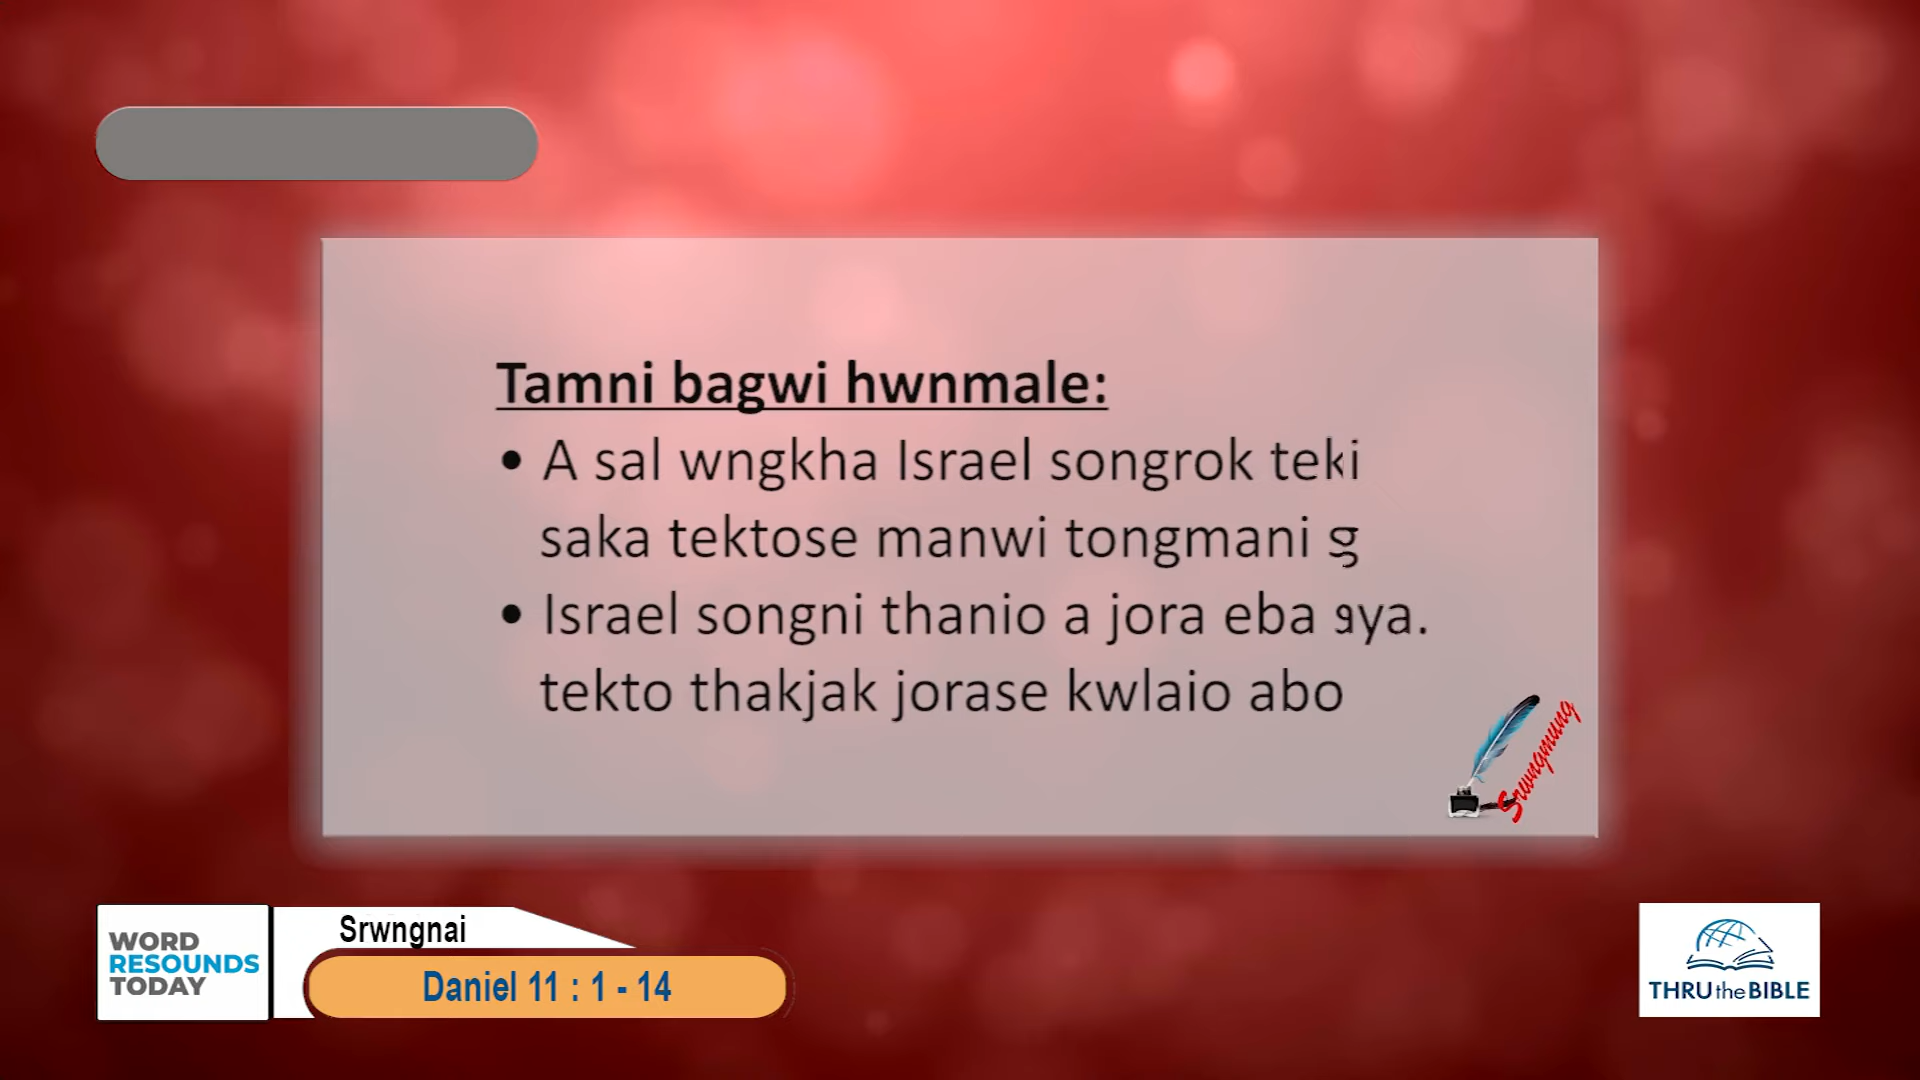 Tamni bagwi hwnmale:
• A sal wngkha Israel songrok
saka tektose manwi tongmani
• Israel songni thanio a jora eba
tekto thakjak jorase kwlaio abo
Srwngmung
WORD
RESOUNDS
TODAY
Srwngnai
Daniel 11 : 1 - 14
THRU the BIBLE